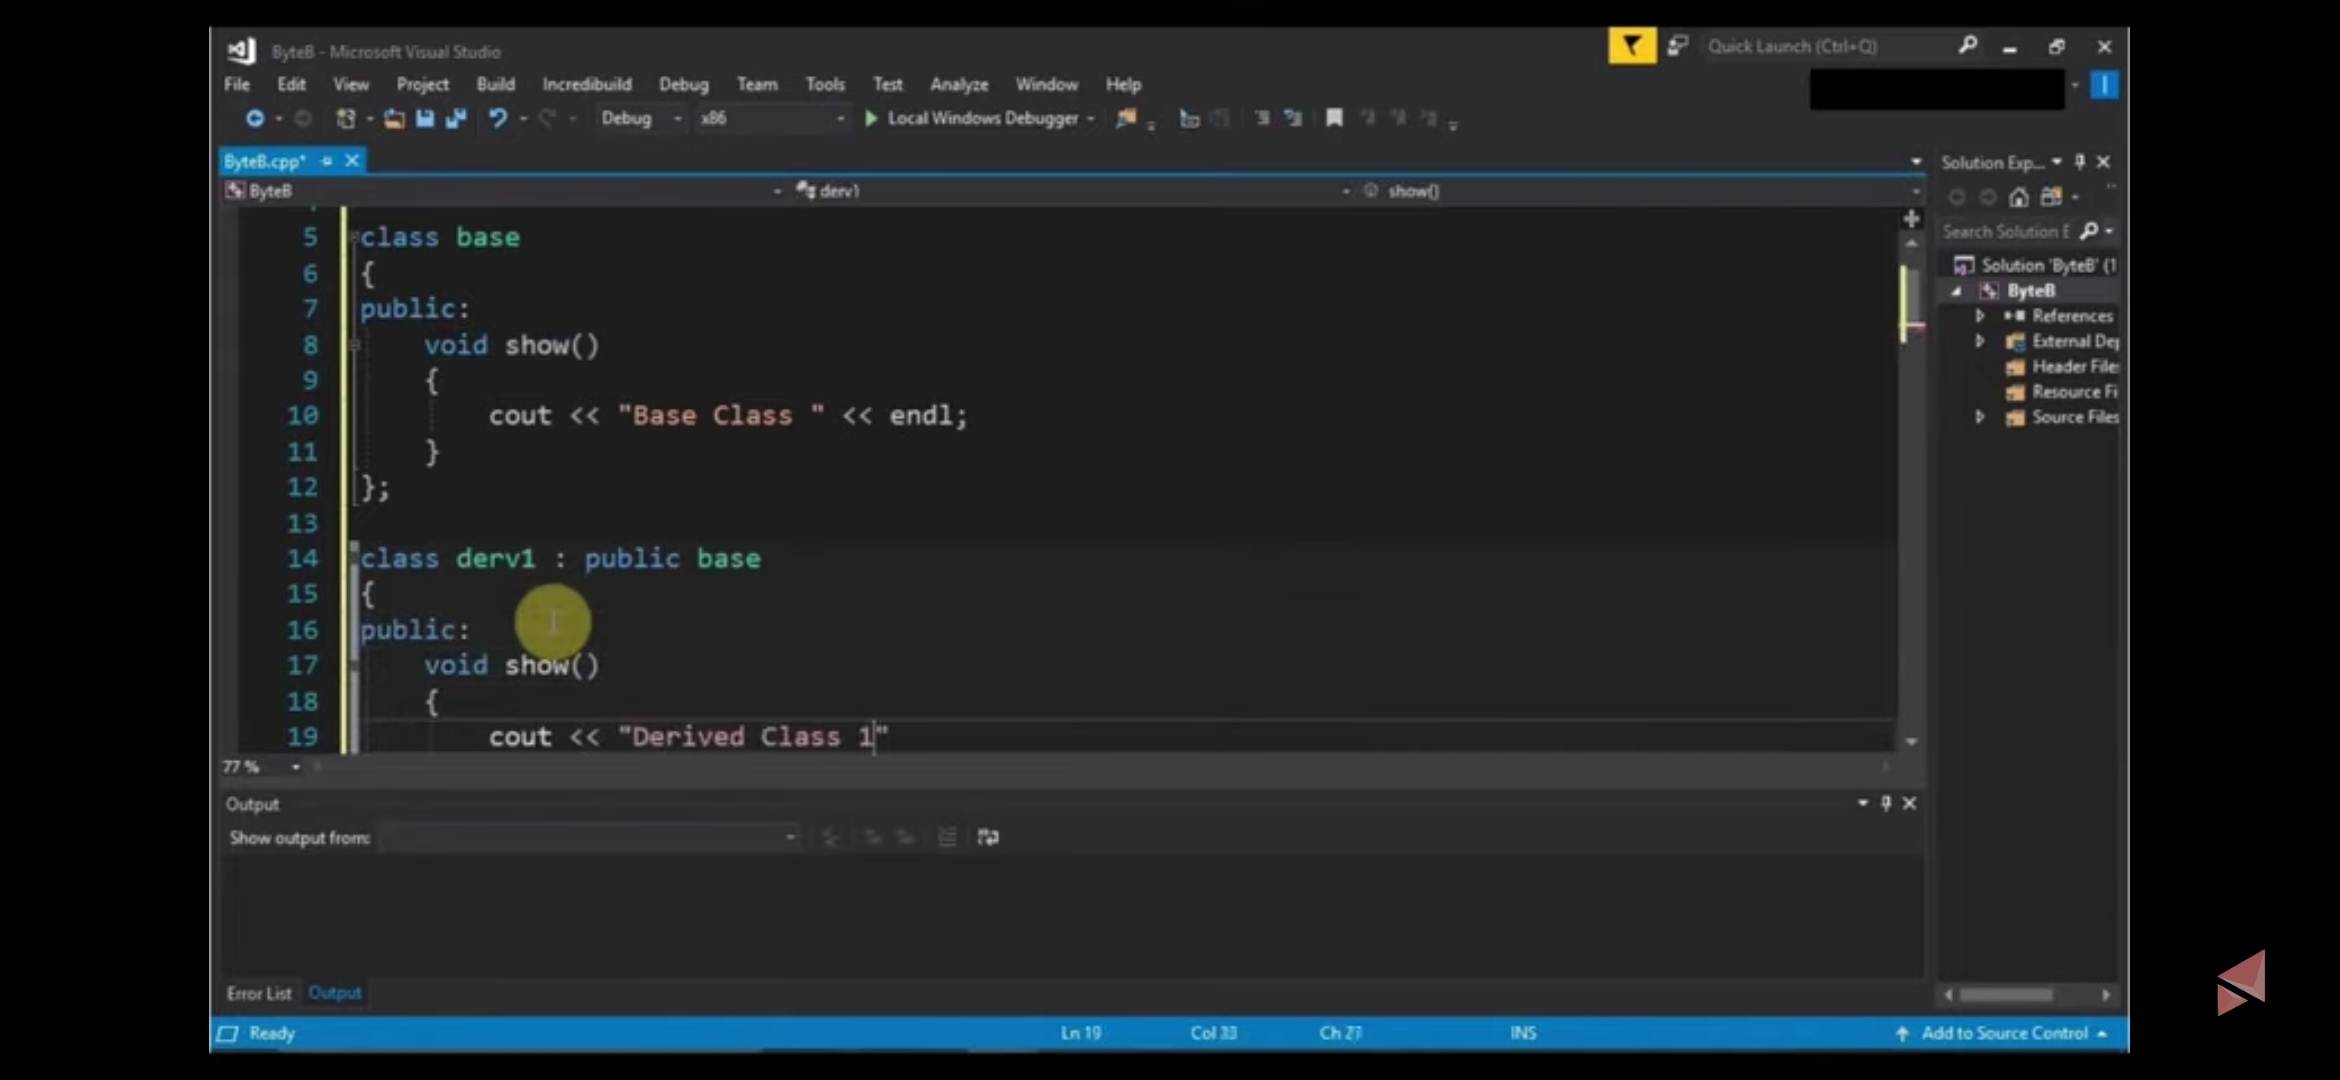 ByteB - Microsoft Visual Studio
Quick Launch (Ctrl+Q)
File Edit View Project Build Incredibuild Debug Team Tools Test Analyze Window Help
Debug x86 Local Windows Debugger
ByteB.cpp*
Solution Exp...
ByteB derv1 show()
5 class base
6 {
7 public:
8 void show()
9 {
10 cout << "Base Class " << endl;
11 }
12 };
13
14 class derv1 : public base
15 {
16 public:
17 void show()
18 {
19 cout << "Derived Class 1"
Search Solution E
Solution 'ByteB' (1
ByteB
References
External Dep
Header Files
Resource Fi
Source Files
77 %
Output
Show output from:
Error List Output
Ready Ln 19 Col 33 Ch 27 INS Add to Source Control